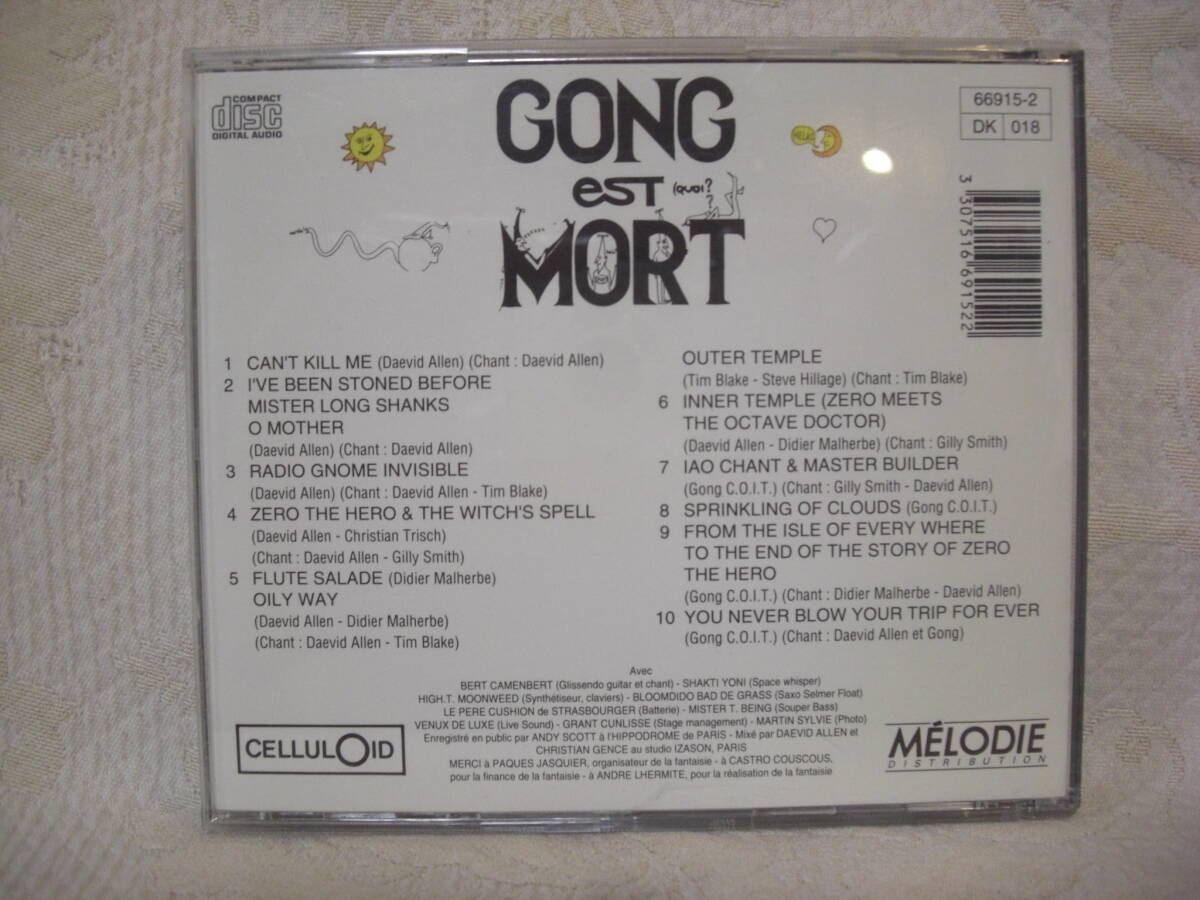 COMPACT
disc
DIGITAL AUDIO
GONG
esT (QUOI?
MORT
66915-2
DK 018
3 307516 691522
1 CAN'T KILL ME (Daevid Allen) (Chant : Daevid Allen)
2 I'VE BEEN STONED BEFORE
MISTER LONG SHANKS
O MOTHER
(Daevid Allen) (Chant : Daevid Allen)
3 RADIO GNOME INVISIBLE
(Daevid Allen) (Chant : Daevid Allen - Tim Blake)
4 ZERO THE HERO & THE WITCH'S SPELL
(Daevid Allen - Christian Trisch)
(Chant : Daevid Allen - Gilly Smith)
5 FLUTE SALADE (Didier Malherbe)
OILY WAY
(Daevid Allen - Didier Malherbe)
(Chant : Daevid Allen - Tim Blake)
OUTER TEMPLE
(Tim Blake - Steve Hillage) (Chant : Tim Blake)
6 INNER TEMPLE (ZERO MEETS
THE OCTAVE DOCTOR)
(Daevid Allen - Didier Malherbe) (Chant : Gilly Smith)
7 IAO CHANT & MASTER BUILDER
(Gong C.O.I.T.) (Chant : Gilly Smith - Daevid Allen)
8 SPRINKLING OF CLOUDS (Gong C.O.I.T.)
9 FROM THE ISLE OF EVERY WHERE
TO THE END OF THE STORY OF ZERO
THE HERO
(Gong C.O.I.T.) (Chant : Didier Malherbe - Daevid Allen)
10 YOU NEVER BLOW YOUR TRIP FOR EVER
(Gong C.O.I.T.) (Chant : Daevid Allen et Gong)
Avec
BERT CAMENBERT (Glissendo guitar et chant) - SHAKTI YONI (Space whisper)
HIGH.T. MOONWEED (Synthétiseur, claviers) - BLOOMDIDO BAD DE GRASS (Saxo Selmer Float)
LE PERE CUSHION de STRASBOURGER (Batterie) - MISTER T. BEING (Souper Bass)
VENUX DE LUXE (Live Sound) - GRANT CUNLISSE (Stage management) - MARTIN SYLVIE (Photo)
Enregistré en public par ANDY SCOTT à l'HIPPODROME de PARIS - Mixé par DAEVID ALLEN et
CHRISTIAN GENCE au studio IZASON, PARIS
MERCI à PAQUES JASQUIER, organisateur de la fantaisie - à CASTRO COUSCOUS,
pour la finance de la fantaisie - à ANDRE LHERMITE, pour la réalisation de la fantaisie
CELLULOID
MÉLODIE
DISTRIBUTION